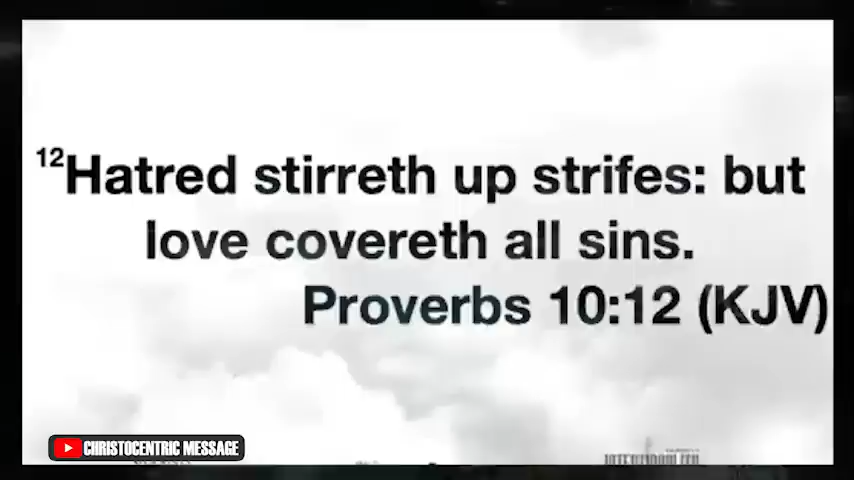 ¹²Hatred stirreth up strifes: but
love covereth all sins.
Proverbs 10:12 (KJV)
CHRISTOCENTRIC MESSAGE